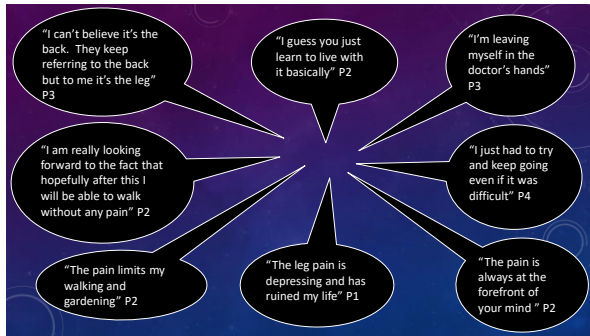 “I can’t believe it’s the
back.  They keep
referring to the back
but to me it’s the leg”
P3
“I guess you just
learn to live with
it basically” P2
“I’m leaving
myself in the
doctor’s hands”
P3
“I am really looking
forward to the fact that
hopefully after this I
will be able to walk
without any pain” P2
“I just had to try
and keep going
even if it was
difficult” P4
“The pain limits my
walking and
gardening” P2
“The leg pain is
depressing and has
ruined my life” P1
“The pain is
always at the
forefront of
your mind ” P2